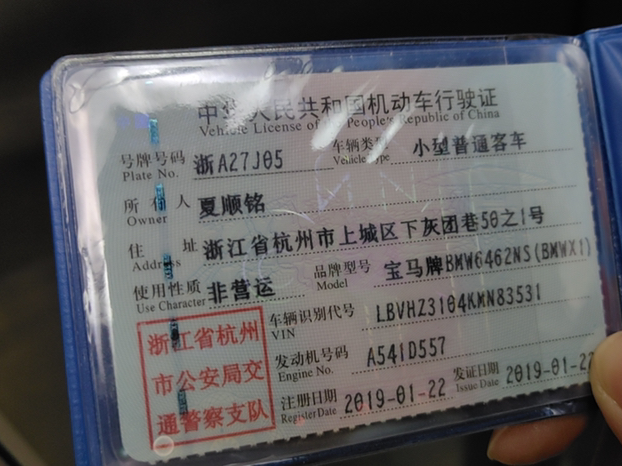 中华人民共和国机动车行驶证
Vehicle License of the People's Republic of China
号牌号码 Plate No. 浙A27J05 车辆类型 Vehicle Type 小型普通客车
所有人 Owner 夏顺铭
住址 Address 浙江省杭州市上城区下灰团巷50之1号
使用性质 Use Character 非营运 品牌型号 Model 宝马牌BMW6462NS(BMWX1)
浙江省杭州
市公安局交
通警察支队
车辆识别代号 VIN LBVHZ3104KMN83531
发动机号码 Engine No. A541D557
注册日期 Register Date 2019-01-22 发证日期 Issue Date 2019-01-22